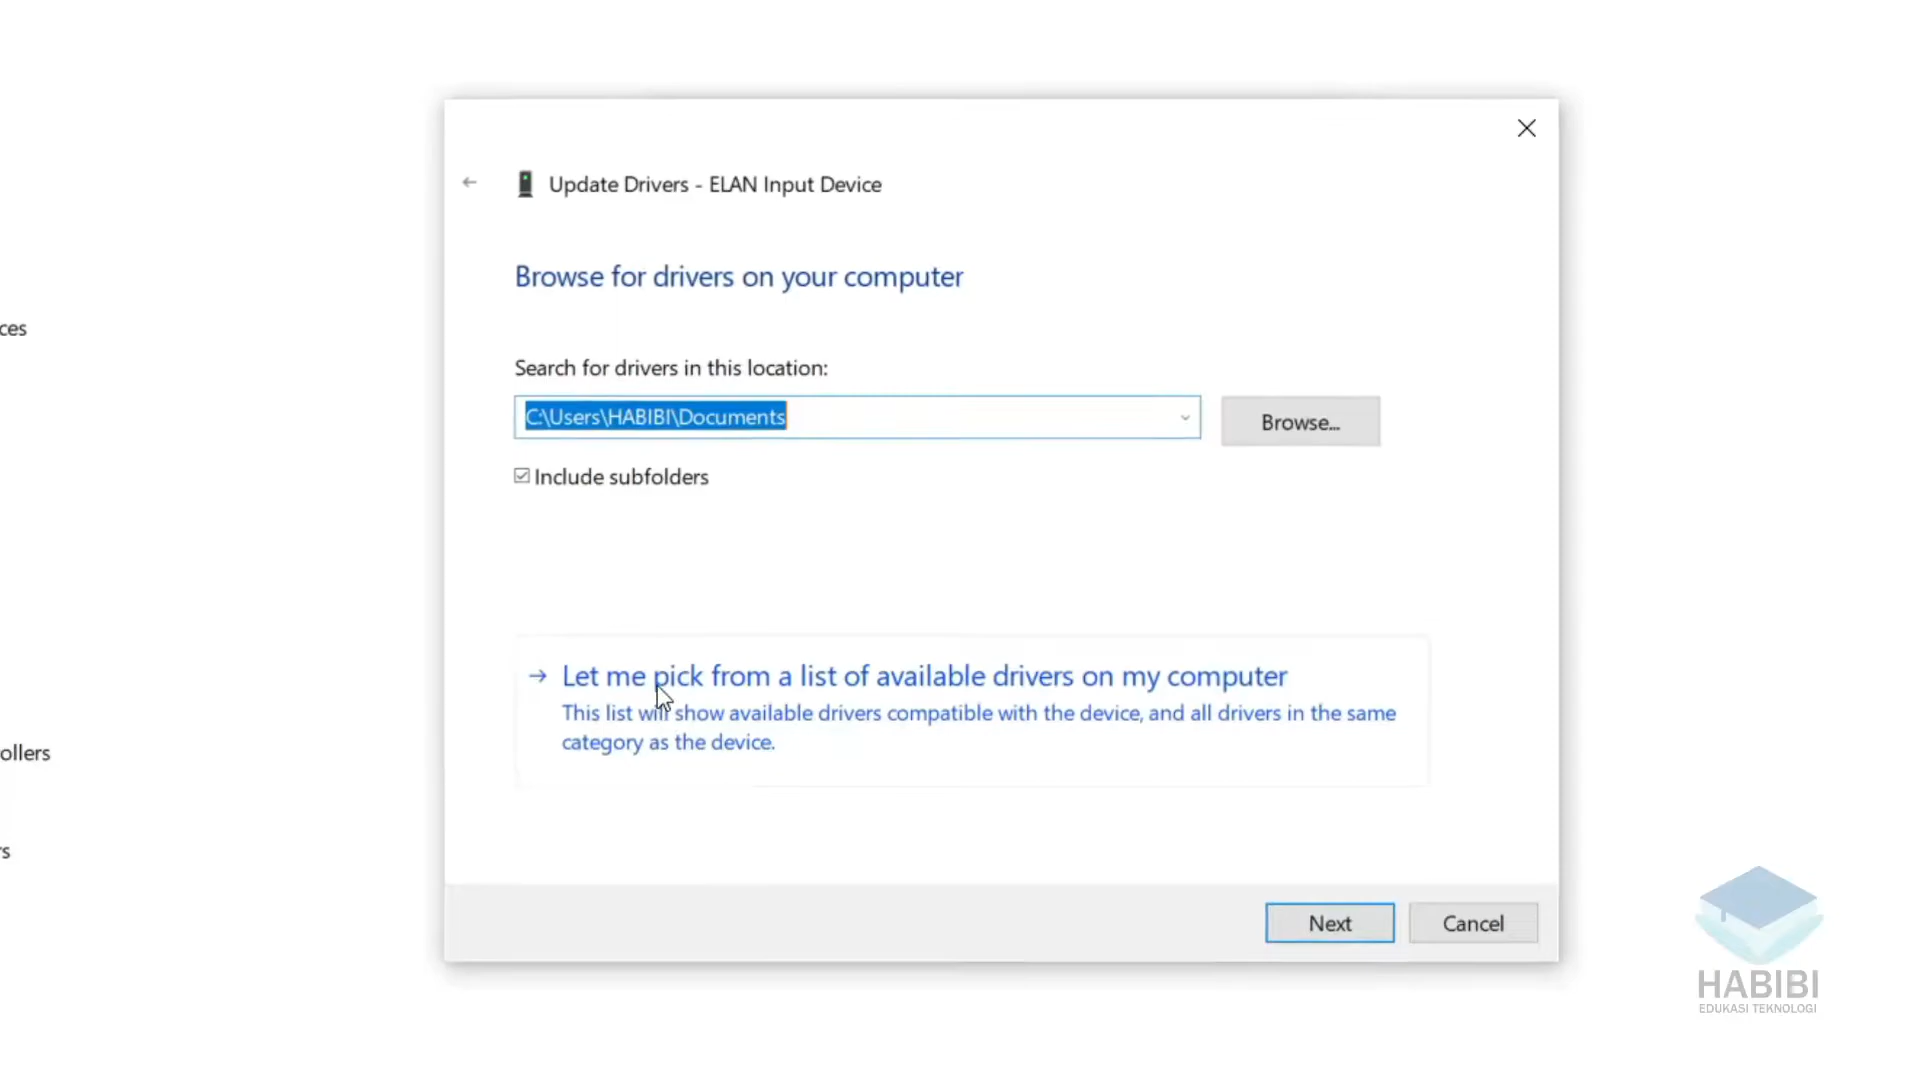 Update Drivers - ELAN Input Device
Browse for drivers on your computer
ces
Search for drivers in this location:
C:\Users\HABIBI\Documents
Browse...
Include subfolders
Let me pick from a list of available drivers on my computer
This list will show available drivers compatible with the device, and all drivers in the same
category as the device.
ollers
rs
Next
Cancel
HABIBI
EDUKASI TEKNOLOGI